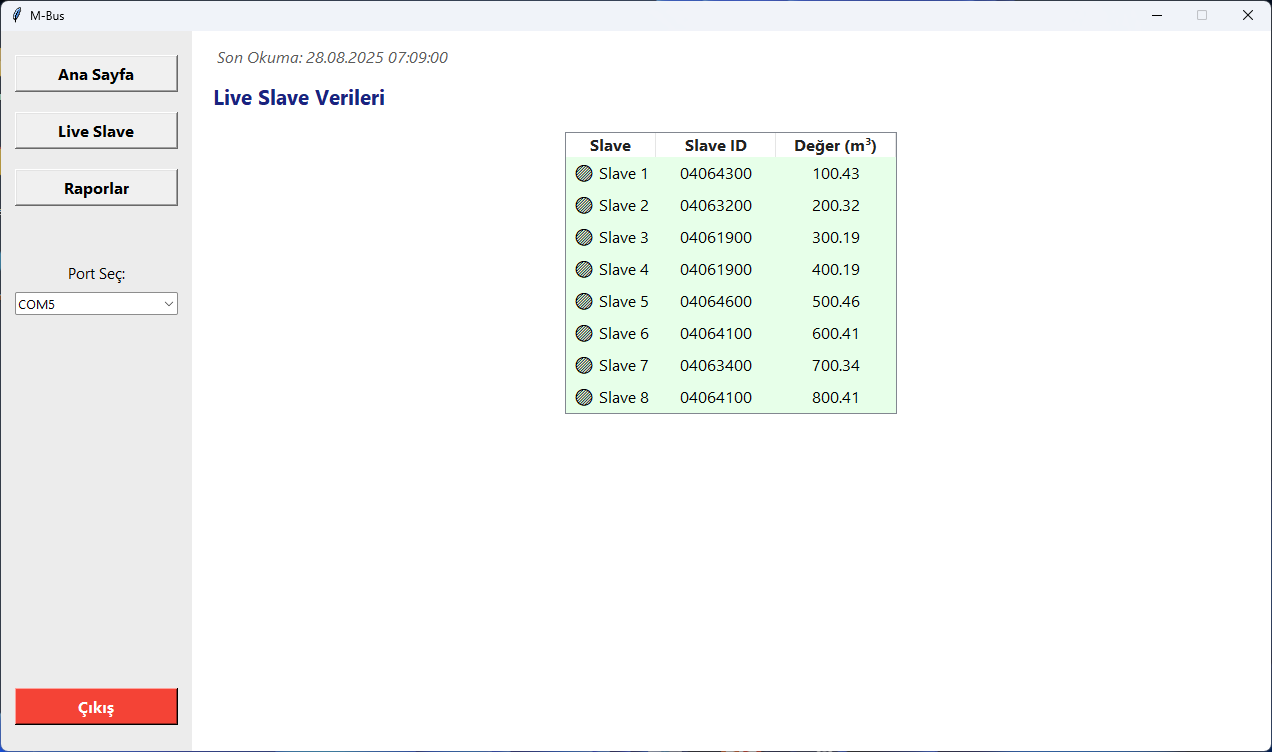 M-Bus
Ana Sayfa
Live Slave
Raporlar
Port Seç:
COM5
Çıkış
Son Okuma: 28.08.2025 07:09:00
Live Slave Verileri
Slave Slave ID Değer (m³)
Slave 1 04064300 100.43
Slave 2 04063200 200.32
Slave 3 04061900 300.19
Slave 4 04061900 400.19
Slave 5 04064600 500.46
Slave 6 04064100 600.41
Slave 7 04063400 700.34
Slave 8 04064100 800.41